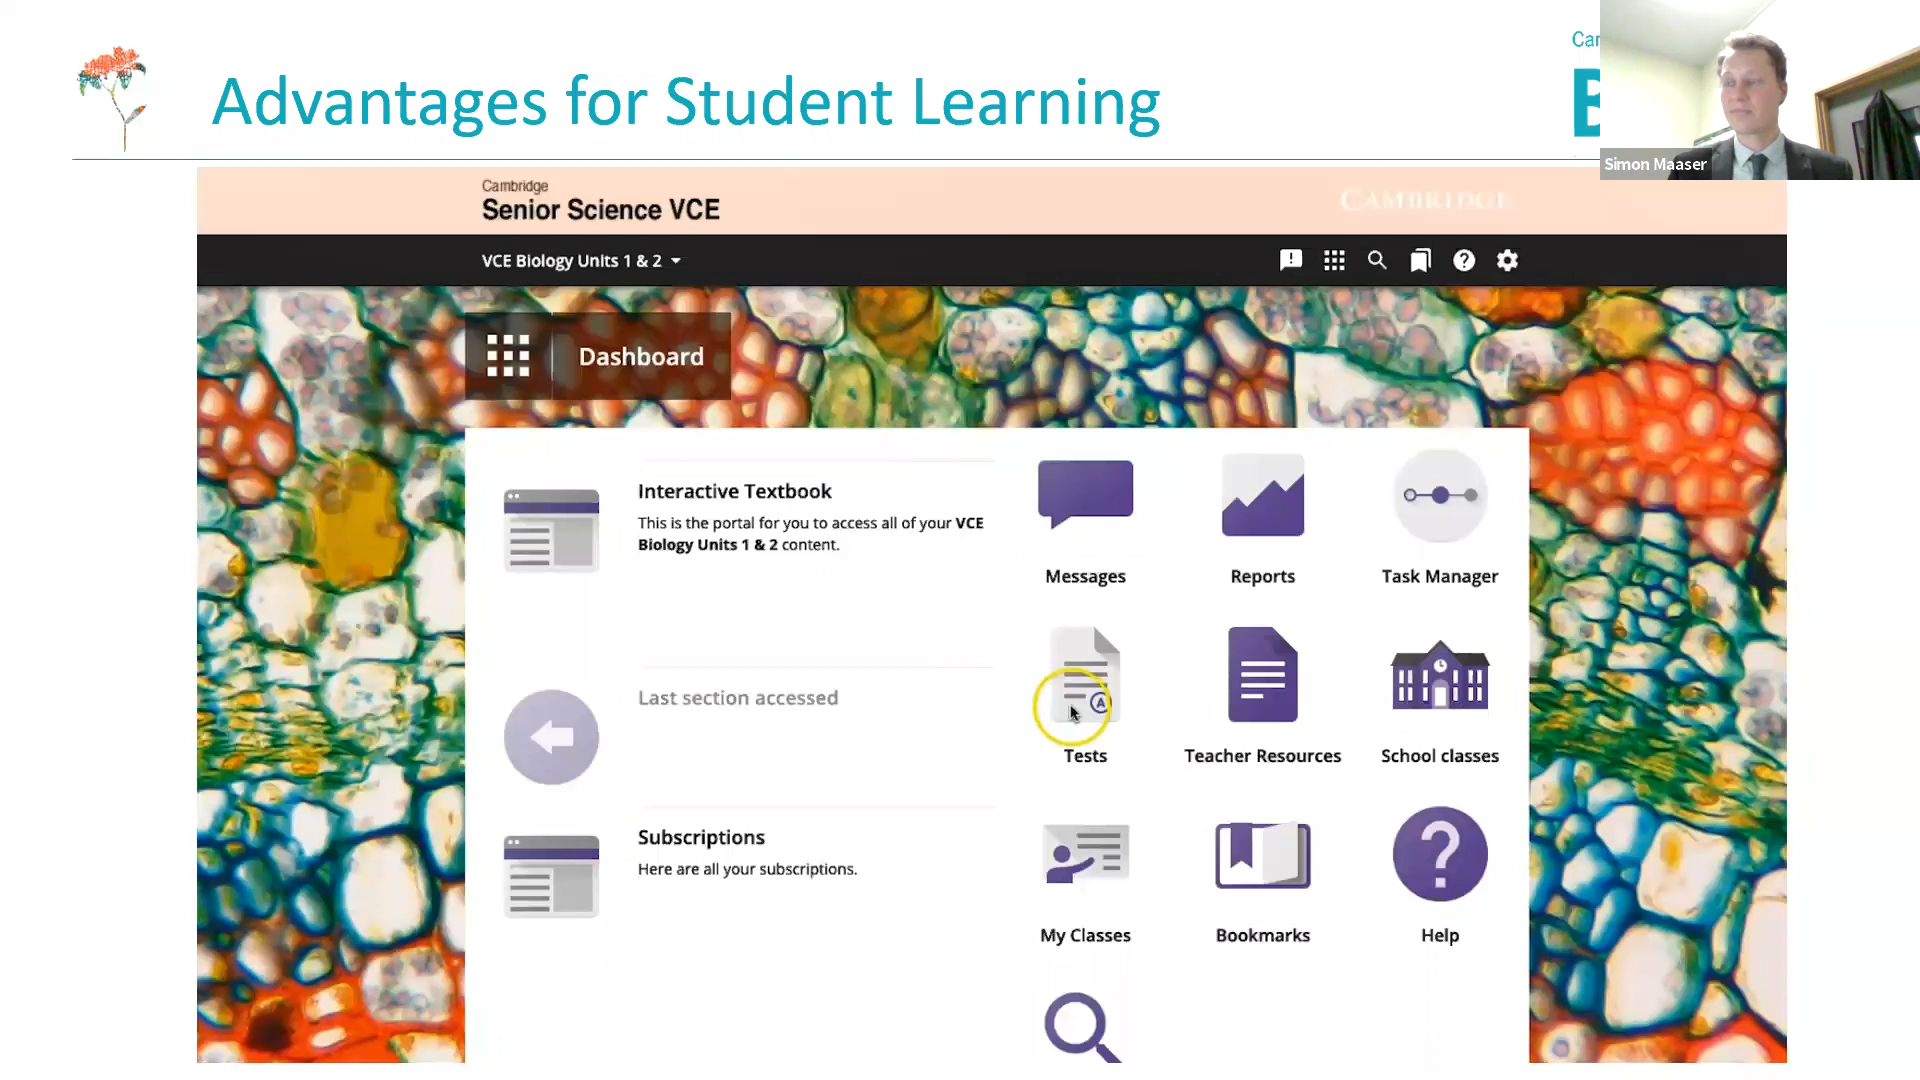 Advantages for Student Learning
Simon Maaser
Cambridge
Senior Science VCE
CAMBRIDGE
VCE Biology Units 1 & 2
Dashboard
Interactive Textbook
This is the portal for you to access all of your VCE
Biology Units 1 & 2 content.
Messages
Reports
Task Manager
Last section accessed
A
Tests
Teacher Resources
School classes
Subscriptions
Here are all your subscriptions.
My Classes
Bookmarks
Help